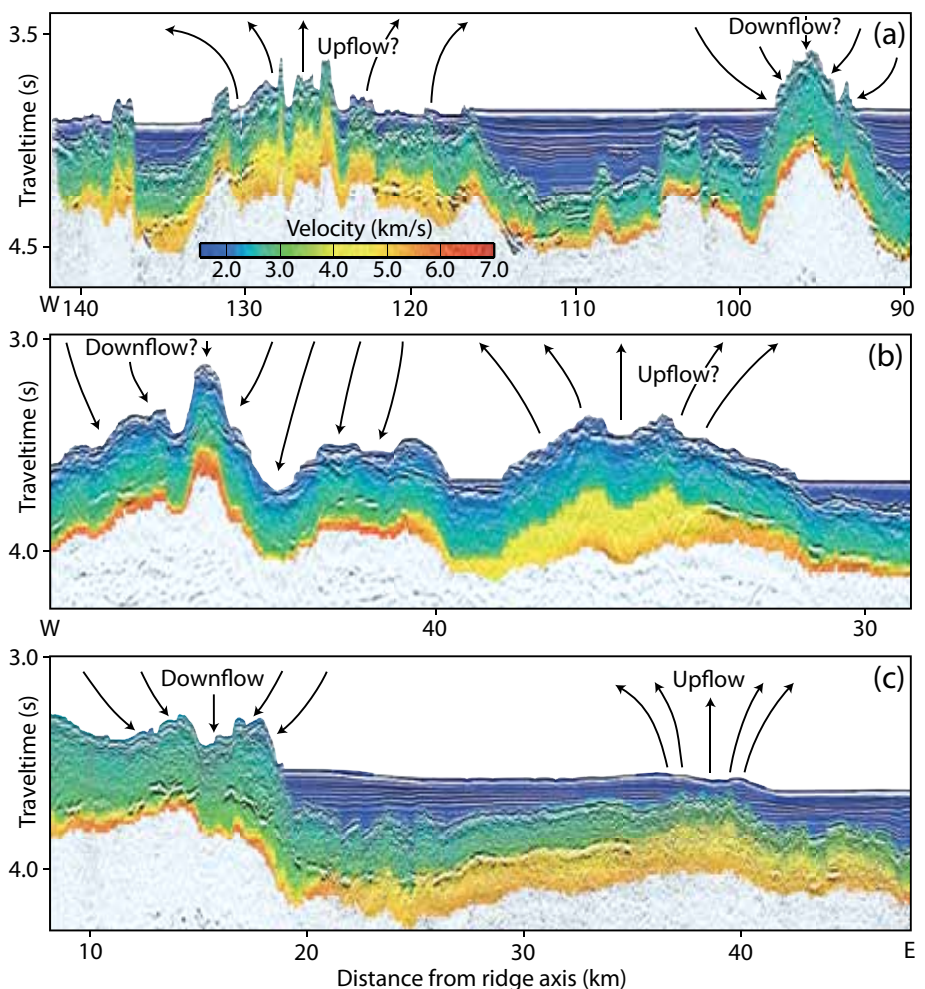 3.5
Upflow?
Downflow?
(a)
Traveltime (s)
Velocity (km/s)
4.5
2.0 3.0 4.0 5.0 6.0 7.0
W 140 130 120 110 100 90
3.0
Downflow?
(b)
Upflow?
Traveltime (s)
4.0
W 40 30
3.0
Downflow
Upflow
(c)
Traveltime (s)
4.0
10 20 30 40 E
Distance from ridge axis (km)